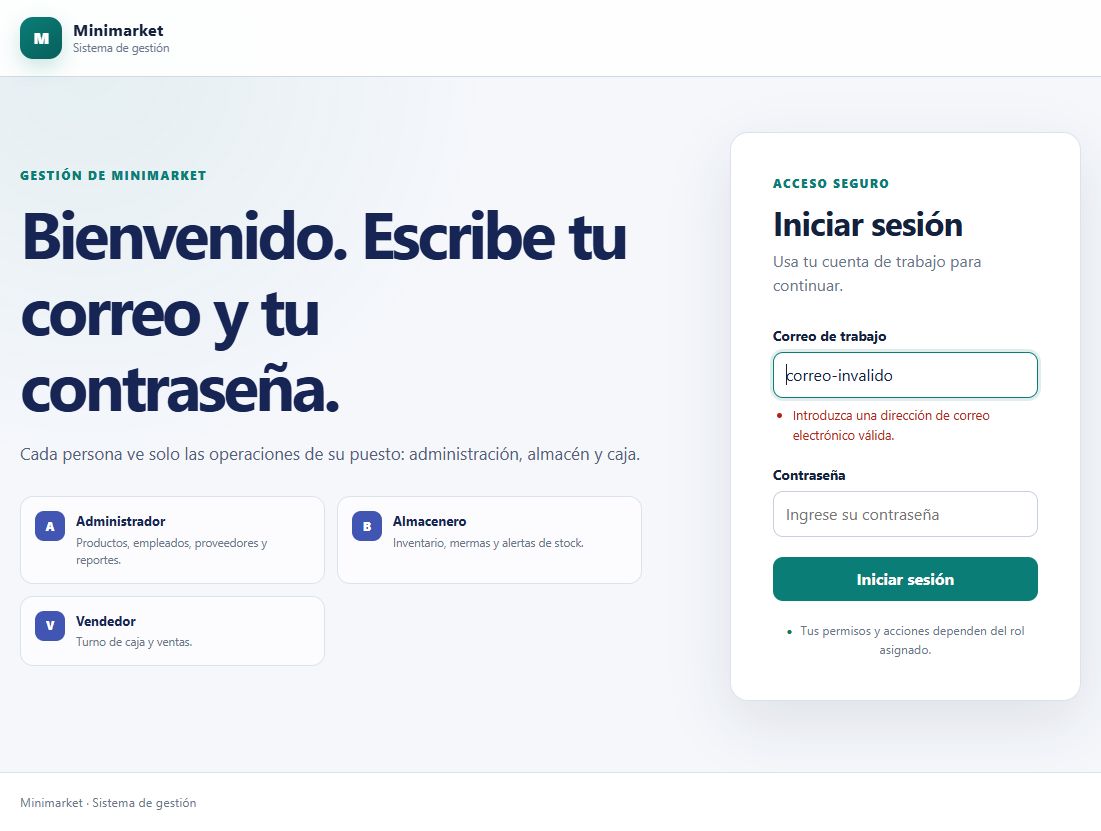 M
Minimarket
Sistema de gestión
GESTIÓN DE MINIMARKET
Bienvenido. Escribe tu
correo y tu
contraseña.
Cada persona ve solo las operaciones de su puesto: administración, almacén y caja.
A
Administrador
Productos, empleados, proveedores y
reportes.
B
Almacenero
Inventario, mermas y alertas de stock.
V
Vendedor
Turno de caja y ventas.
ACCESO SEGURO
Iniciar sesión
Usa tu cuenta de trabajo para
continuar.
Correo de trabajo
correo-invalido
• Introduzca una dirección de correo
electrónico válida.
Contraseña
Ingrese su contraseña
Iniciar sesión
• Tus permisos y acciones dependen del rol
asignado.
Minimarket · Sistema de gestión